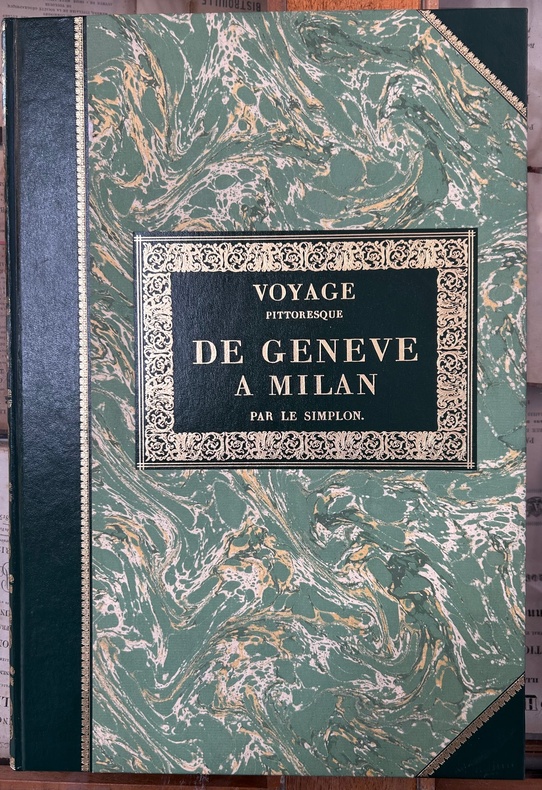 VOYAGE
PITTORESQUE
DE GENEVE
A MILAN
PAR LE SIMPLON.